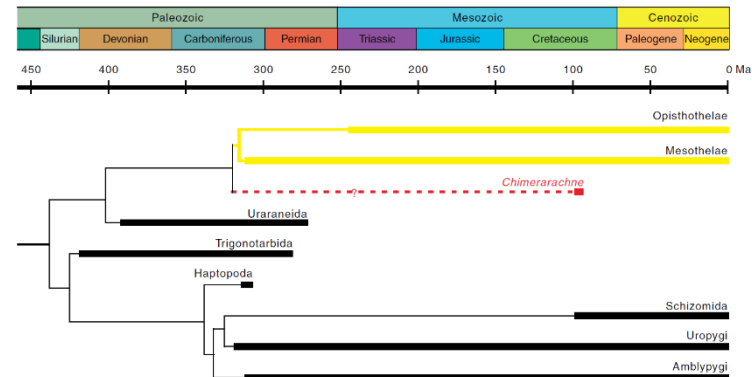 Paleozoic Mesozoic Cenozoic
Silurian Devonian Carboniferous Permian Triassic Jurassic Cretaceous Paleogene Neogene
450 400 350 300 250 200 150 100 50 0 Ma
Opisthothelae
Mesothelae
Chimerarachne
?
Uraraneida
Trigonotarbida
Haptopoda
Schizomida
Uropygi
Amblypygi